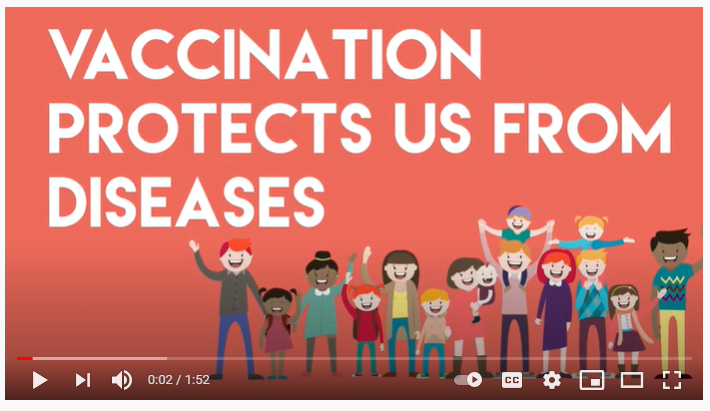 VACCINATION
PROTECTS US FROM
DISEASES
0:02 / 1:52
CC